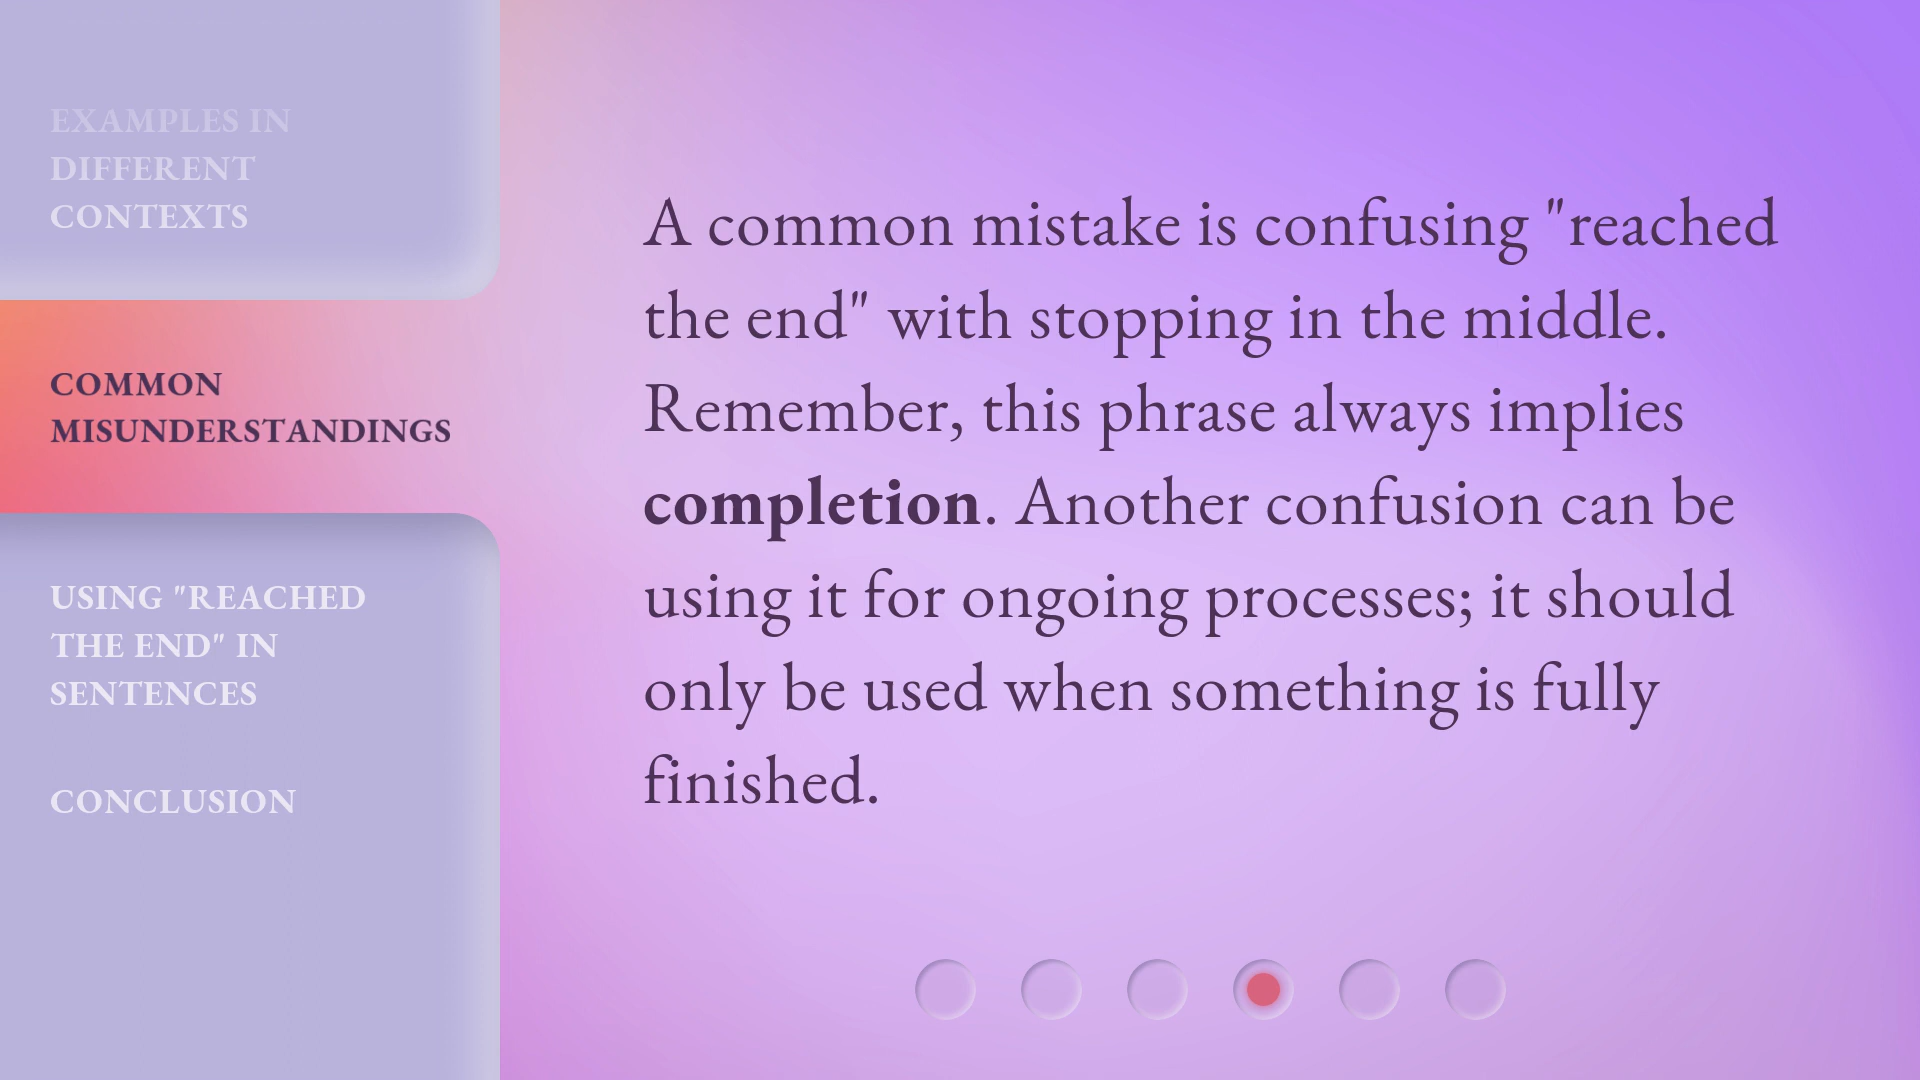 EXAMPLES IN
DIFFERENT
CONTEXTS
COMMON
MISUNDERSTANDINGS
USING "REACHED
THE END" IN
SENTENCES
CONCLUSION
A common mistake is confusing "reached
the end" with stopping in the middle.
Remember, this phrase always implies
completion. Another confusion can be
using it for ongoing processes; it should
only be used when something is fully
finished.